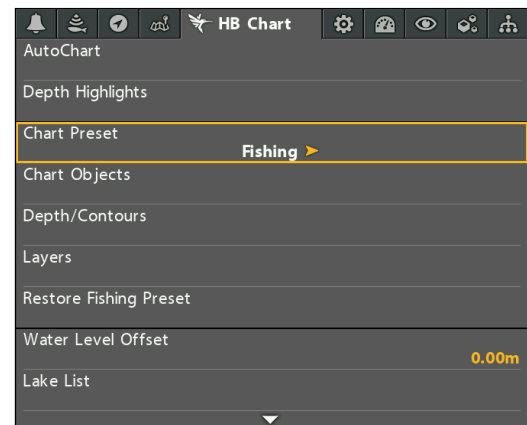 HB Chart
AutoChart
Depth Highlights
Chart Preset
Fishing
Chart Objects
Depth/Contours
Layers
Restore Fishing Preset
Water Level Offset
0.00m
Lake List